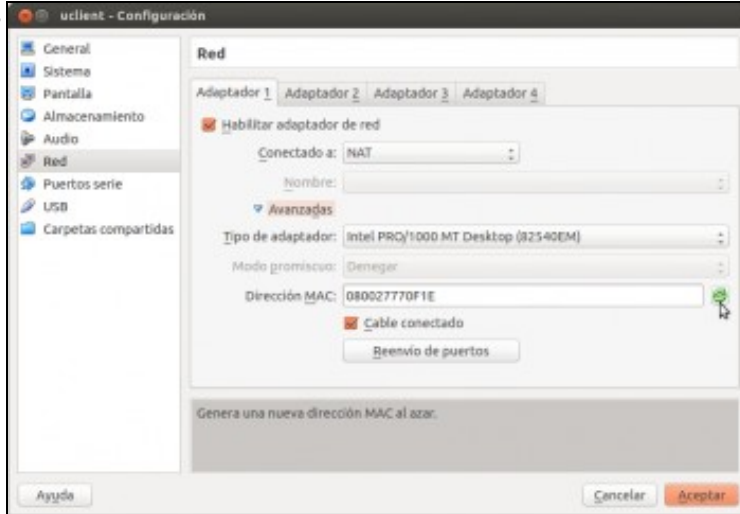 uclient - Configuración
General
Sistema
Pantalla
Almacenamiento
Audio
Red
Puertos serie
USB
Carpetas compartidas
Red
Adaptador 1 Adaptador 2 Adaptador 3 Adaptador 4
Habilitar adaptador de red
Conectado a: NAT
Nombre:
Avanzadas
Tipo de adaptador: Intel PRO/1000 MT Desktop (82540EM)
Modo promiscuo: Denegar
Dirección MAC: 080027770F1E
Cable conectado
Reenvío de puertos
Genera una nueva dirección MAC al azar.
Ayuda Cancelar Aceptar